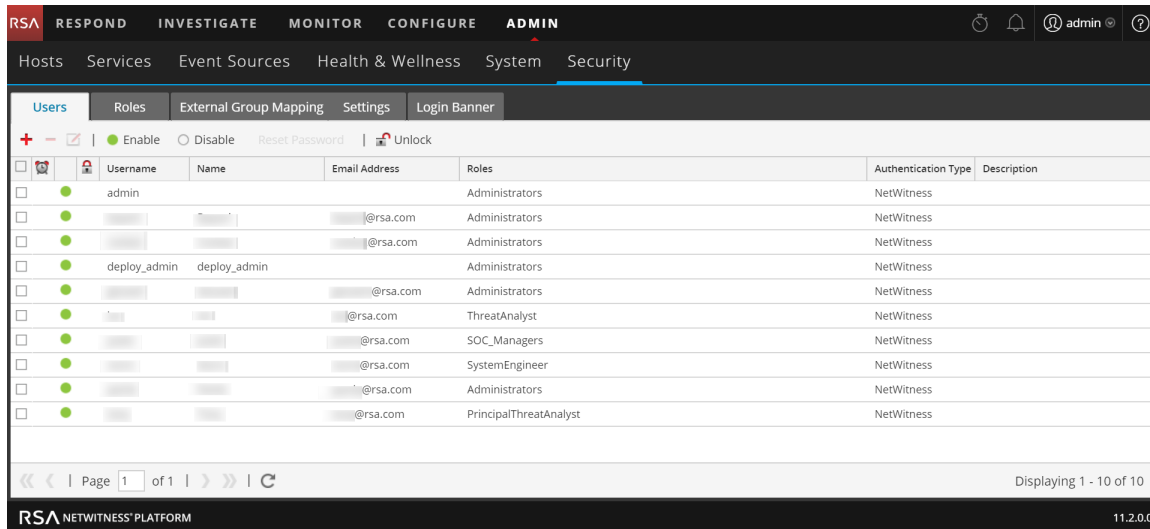 RSA RESPOND INVESTIGATE MONITOR CONFIGURE ADMIN admin ?
Hosts Services Event Sources Health & Wellness System Security
Users Roles External Group Mapping Settings Login Banner
Enable Disable Reset Password | Unlock
Username Name Email Address Roles Authentication Type Description
admin Administrators NetWitness
@rsa.com Administrators NetWitness
@rsa.com Administrators NetWitness
deploy_admin deploy_admin Administrators NetWitness
@rsa.com Administrators NetWitness
@rsa.com ThreatAnalyst NetWitness
@rsa.com SOC_Managers NetWitness
@rsa.com SystemEngineer NetWitness
@rsa.com Administrators NetWitness
@rsa.com PrincipalThreatAnalyst NetWitness
Page 1 of 1 Displaying 1 - 10 of 10
RSA NETWITNESS® PLATFORM 11.2.0.0